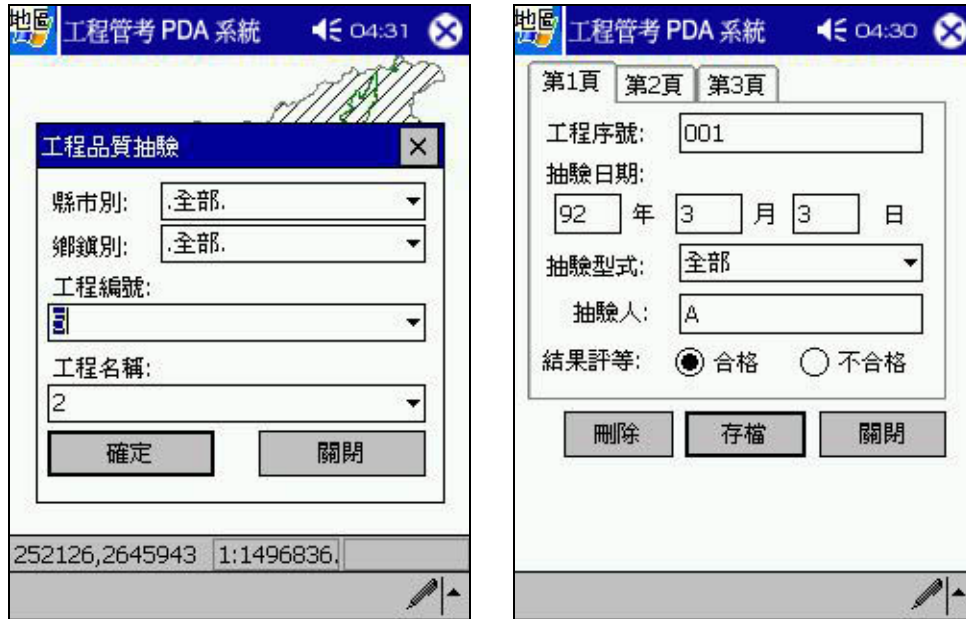 地圖 工程管考 PDA 系統 04:31
工程品質抽驗
縣市別: .全部.
鄉鎮別: .全部.
工程編號:
工程名稱:
2
確定 關閉
252126,2645943 1:1496836.
地圖 工程管考 PDA 系統 04:30
第1頁 第2頁 第3頁
工程序號: 001
抽驗日期:
92 年 3 月 3 日
抽驗型式: 全部
抽驗人: A
結果評等: 合格 不合格
刪除 存檔 關閉